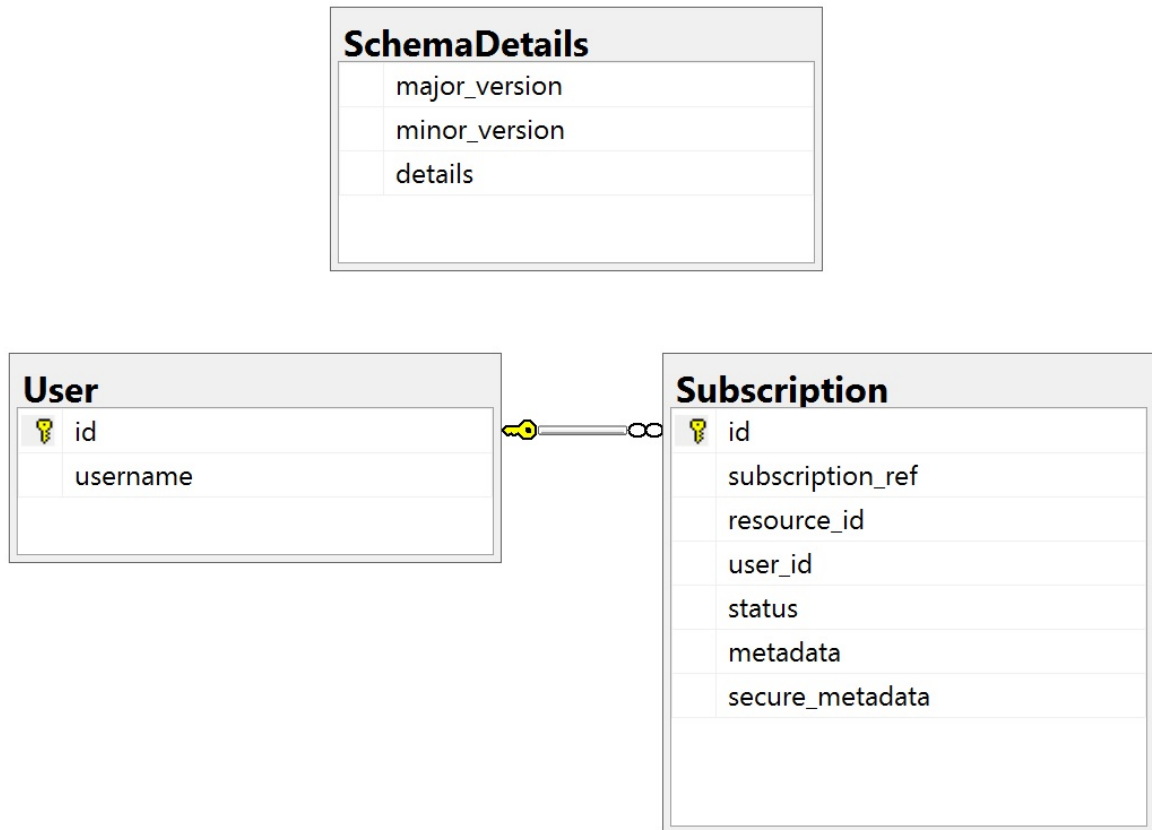 SchemaDetails
major_version
minor_version
details
User
id
username
Subscription
id
subscription_ref
resource_id
user_id
status
metadata
secure_metadata